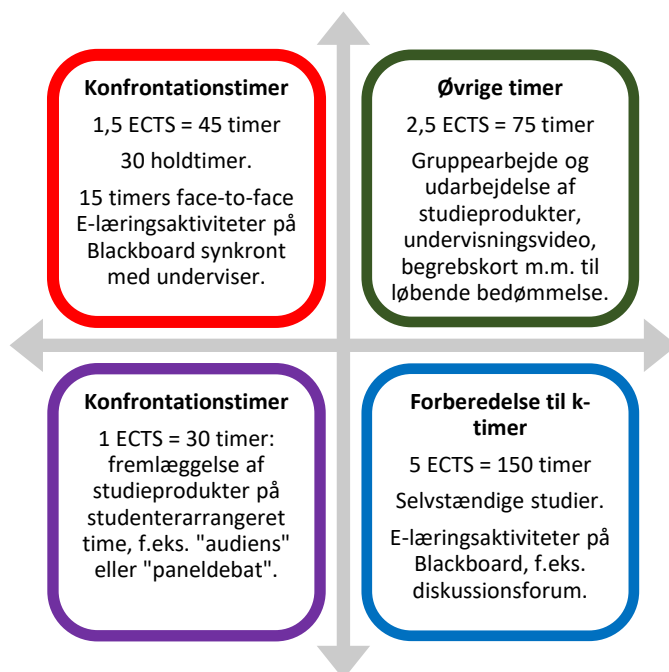 Konfrontationstimer
1,5 ECTS = 45 timer
30 holdtimer.
15 timers face-to-face
E-læringsaktiviteter på
Blackboard synkront
med underviser.
Øvrige timer
2,5 ECTS = 75 timer
Gruppearbejde og
udarbejdelse af
studieprodukter,
undervisningsvideo,
begrebskort m.m. til
løbende bedømmelse.
Konfrontationstimer
1 ECTS = 30 timer:
fremlæggelse af
studieprodukter på
studenterarrangeret
time, f.eks. "audiens"
eller "paneldebat".
Forberedelse til k-
timer
5 ECTS = 150 timer
Selvstændige studier.
E-læringsaktiviteter på
Blackboard, f.eks.
diskussionsforum.